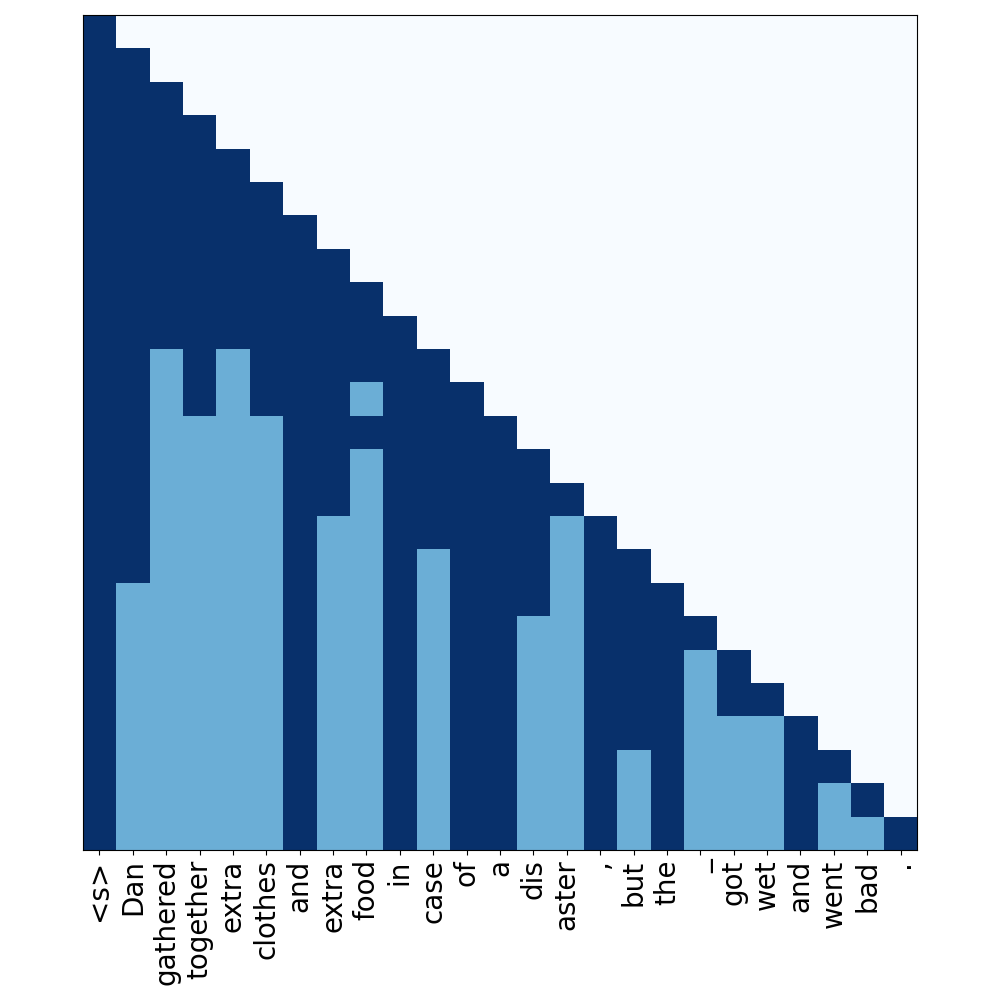 <s>
Dan
gathered
together
extra
clothes
and
extra
food
in
case
of
a
dis
aster
,
but
the
_
got
wet
and
went
bad
.